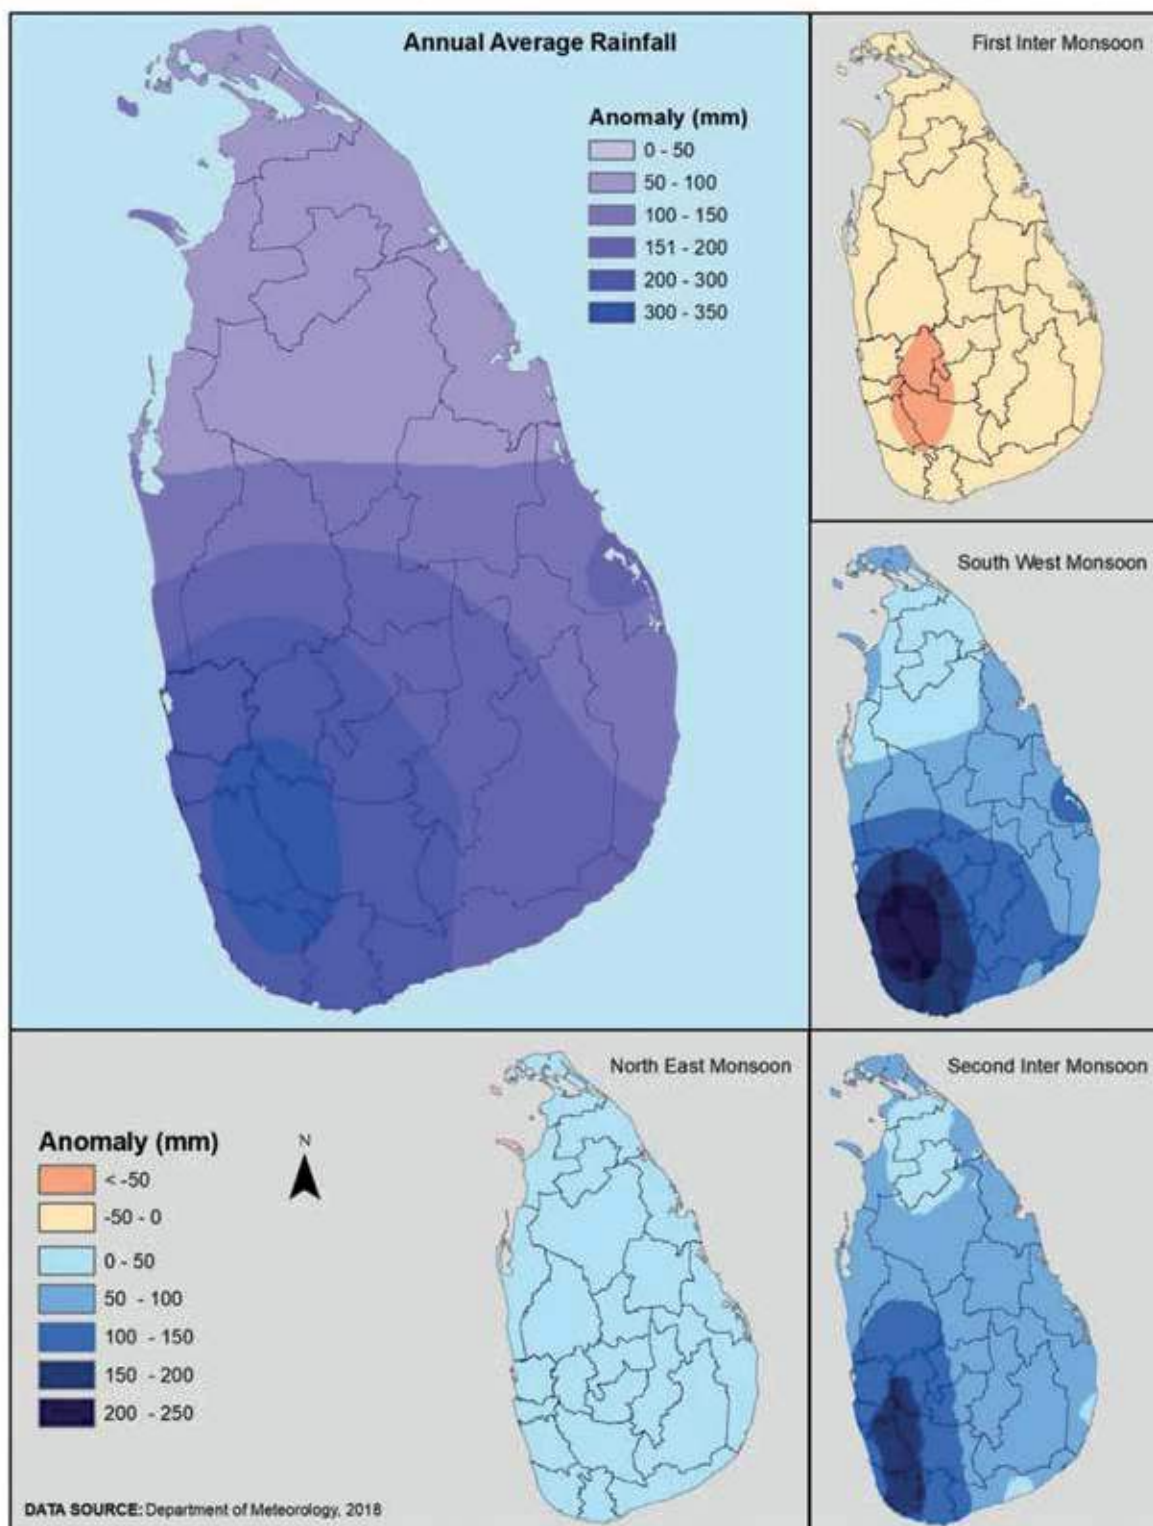 Annual Average Rainfall
Anomaly (mm)
0 - 50
50 - 100
100 - 150
151 - 200
200 - 300
300 - 350
First Inter Monsoon
South West Monsoon
North East Monsoon
Second Inter Monsoon
Anomaly (mm)
< -50
-50 - 0
0 - 50
50 - 100
100 - 150
150 - 200
200 - 250
N
DATA SOURCE: Department of Meteorology, 2018